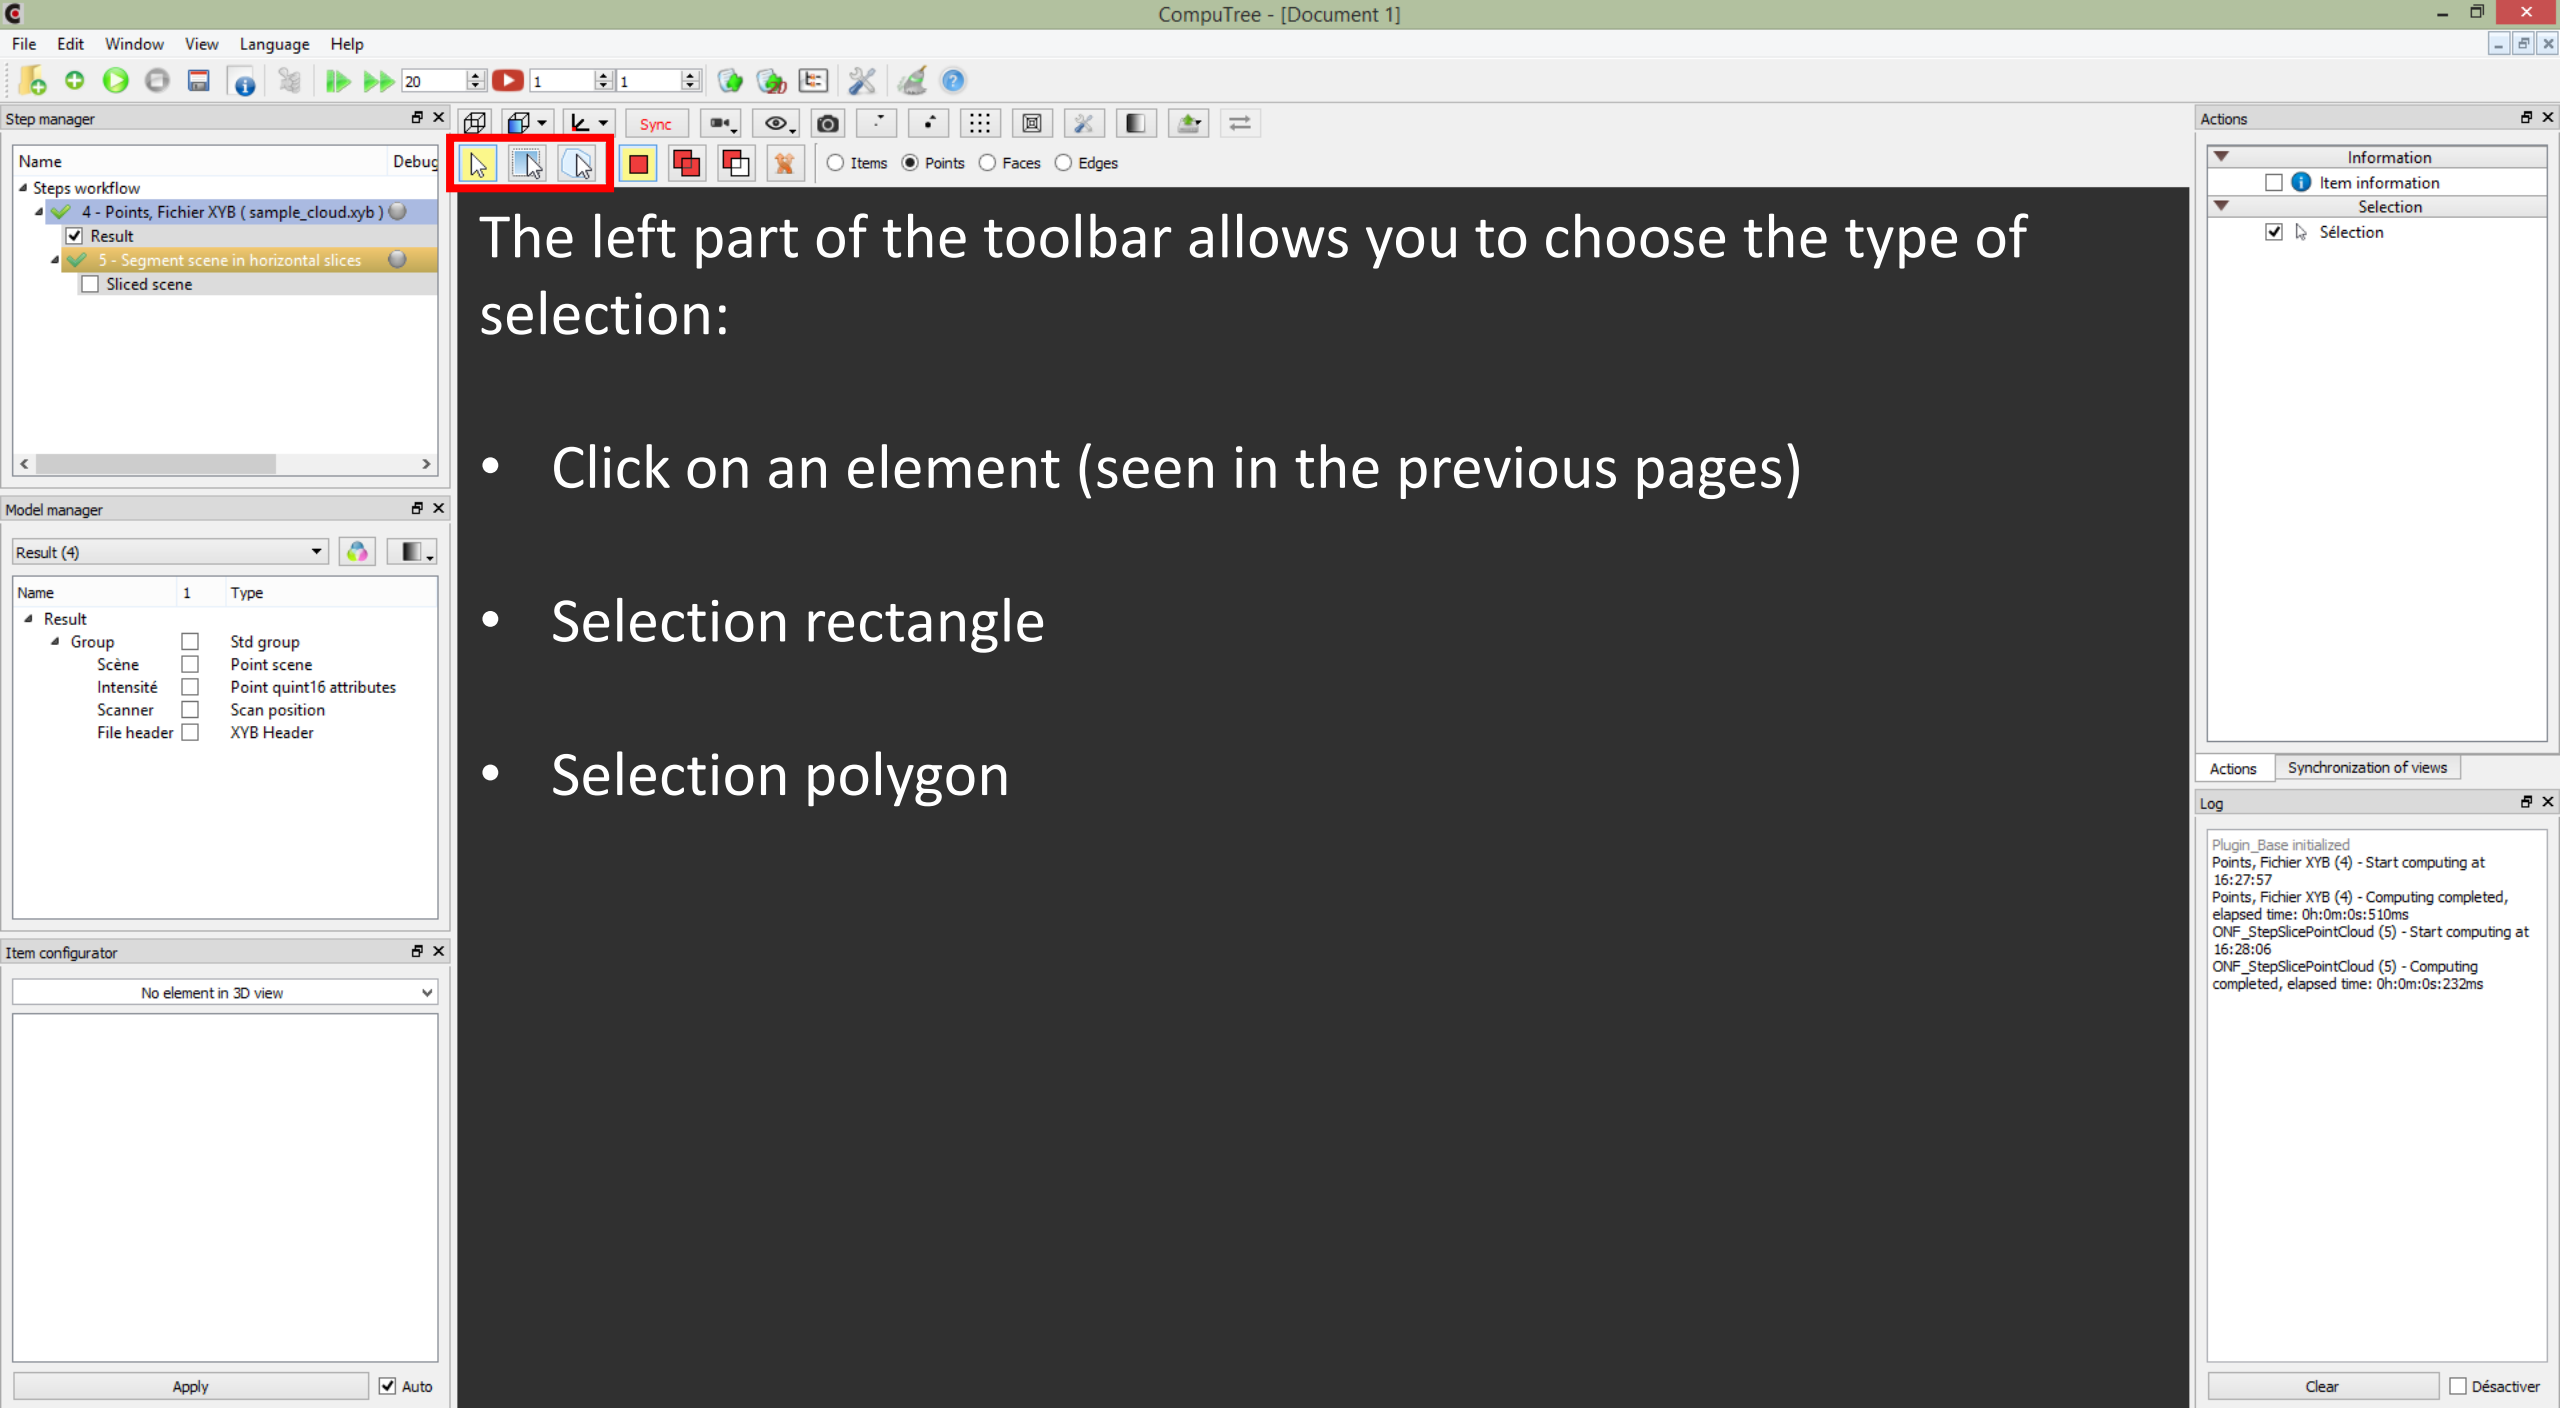 CompuTree - [Document 1]
File Edit Window View Language Help
20 1 1 2D
Step manager
Name Debug
Steps workflow
4 - Points, Fichier XYB ( sample_cloud.xyb )
Result
5 - Segment scene in horizontal slices
Sliced scene
Model manager
Result (4)
Name 1 Type
Result
Group Std group
Scène Point scene
Intensité Point quint16 attributes
Scanner Scan position
File header XYB Header
Item configurator
No element in 3D view
Apply Auto
Sync
Items Points Faces Edges
The left part of the toolbar allows you to choose the type of
selection:
• Click on an element (seen in the previous pages)
• Selection rectangle
• Selection polygon
Actions
Information
Item information
Selection
Sélection
Actions Synchronization of views
Log
Plugin_Base initialized
Points, Fichier XYB (4) - Start computing at
16:27:57
Points, Fichier XYB (4) - Computing completed,
elapsed time: 0h:0m:0s:510ms
ONF_StepSlicePointCloud (5) - Start computing at
16:28:06
ONF_StepSlicePointCloud (5) - Computing
completed, elapsed time: 0h:0m:0s:232ms
Clear Désactiver